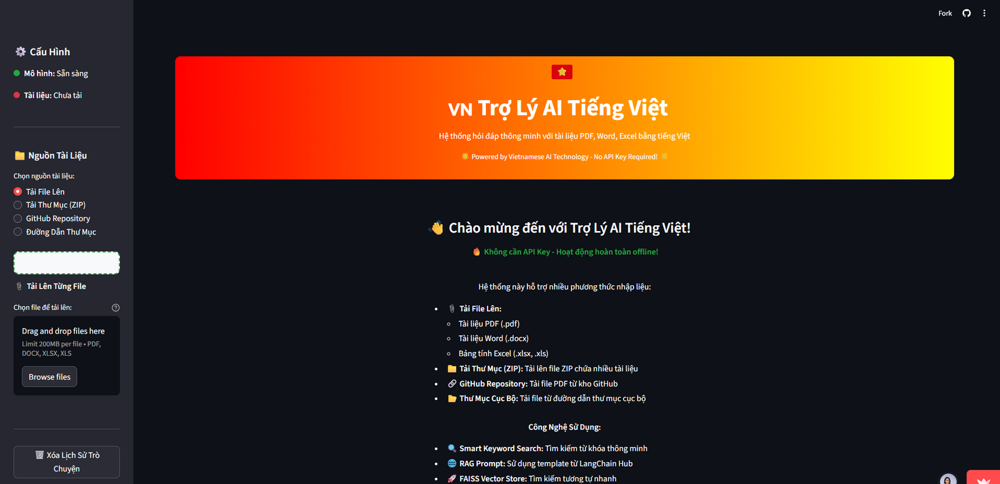 Fork
Cấu Hình
Mô hình: Sẵn sàng
Tài liệu: Chưa tải
Nguồn Tài Liệu
Chọn nguồn tài liệu:
Tải File Lên
Tải Thư Mục (ZIP)
GitHub Repository
Đường Dẫn Thư Mục
Tải Lên Từng File
Chọn file để tải lên:
Drag and drop files here
Limit 200MB per file • PDF,
DOCX, XLSX, XLS
Browse files
Xóa Lịch Sử Trò
Chuyện
VN Trợ Lý AI Tiếng Việt
Hệ thống hỏi đáp thông minh với tài liệu PDF, Word, Excel bằng tiếng Việt
Powered by Vietnamese AI Technology - No API Key Required!
Chào mừng đến với Trợ Lý AI Tiếng Việt!
Không cần API Key - Hoạt động hoàn toàn offline!
Hệ thống này hỗ trợ nhiều phương thức nhập liệu:
Tải File Lên:
Tài liệu PDF (.pdf)
Tài liệu Word (.docx)
Bảng tính Excel (.xlsx, .xls)
Tải Thư Mục (ZIP): Tải lên file ZIP chứa nhiều tài liệu
GitHub Repository: Tải file PDF từ kho GitHub
Thư Mục Cục Bộ: Tải file từ đường dẫn thư mục cục bộ
Công Nghệ Sử Dụng:
Smart Keyword Search: Tìm kiếm từ khóa thông minh
RAG Prompt: Sử dụng template từ LangChain Hub
FAISS Vector Store: Tìm kiếm tương tự nhanh